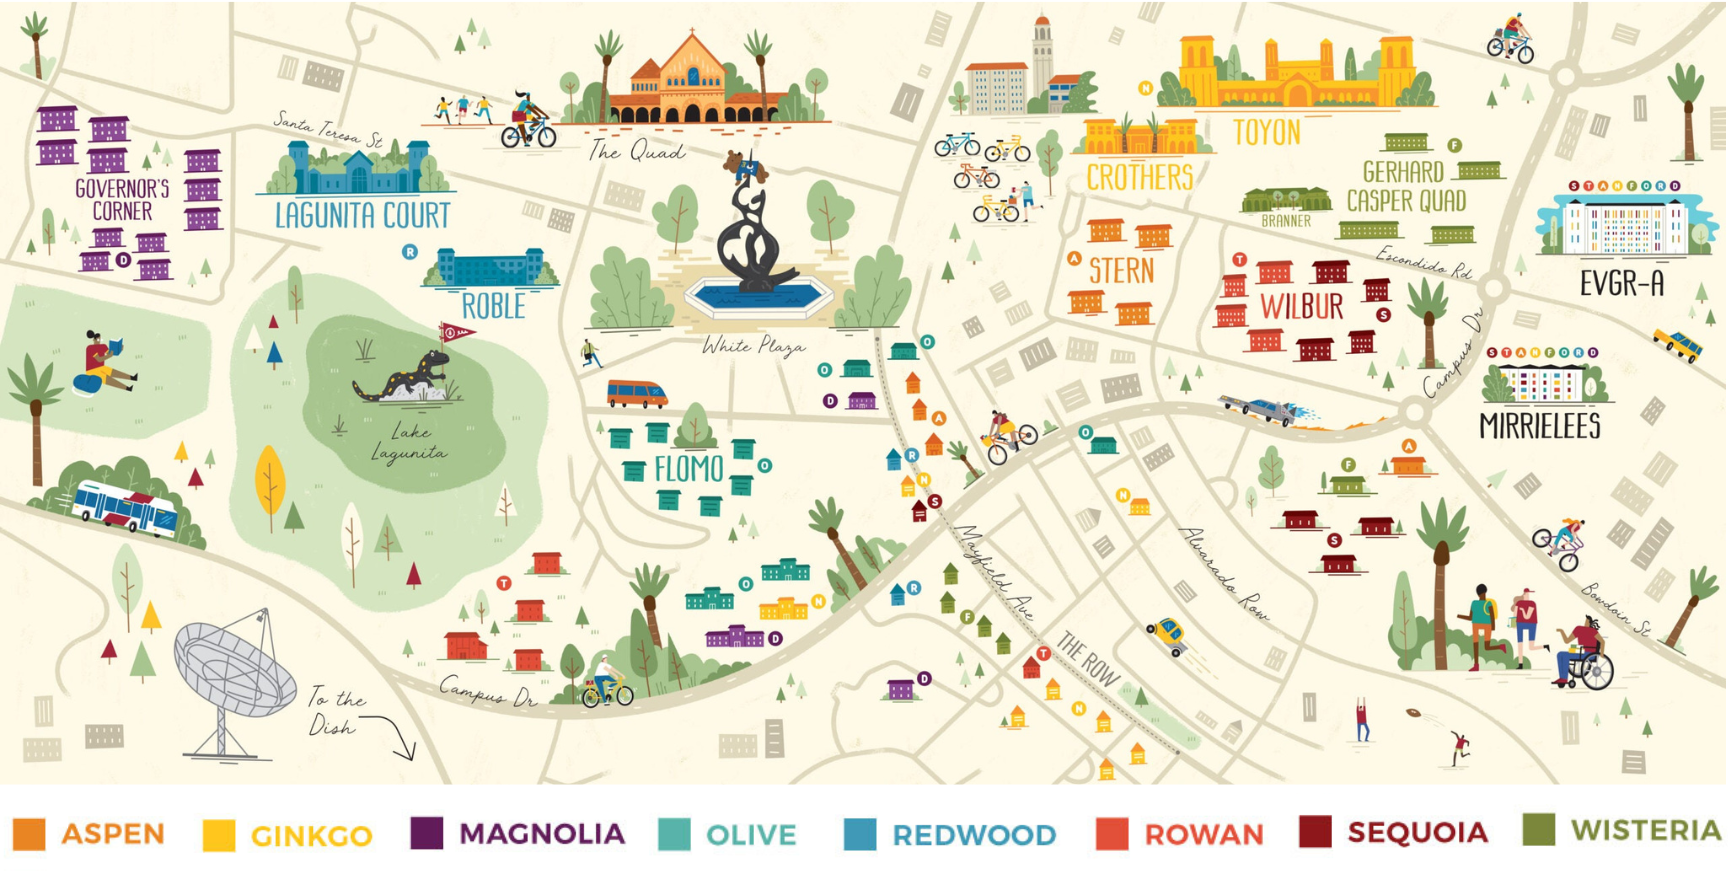 Santa Teresa St
The Quad
N
TOYON
F
GOVERNOR'S
CORNER
D
LAGUNITA COURT
CROTHERS
GERHARD
CASPER QUAD
BRANNER
STANFORD
EVGR-A
R
ROBLE
A
STERN
T
WILBUR
S
Escondido Rd
White Plaza
Campus Dr
STANFORD
MIRRIELEES
Lake
Lagunita
O
O
D
A
R
N
S
FLOMO
O
O
A
F
N
S
Mayfield Ave
Alvarado Row
Bowdoin St
T
O
N
D
R
F
T
THE ROW
D
N
V
Campus Dr
To the
Dish
ASPEN
GINKGO
MAGNOLIA
OLIVE
REDWOOD
ROWAN
SEQUOIA
WISTERIA